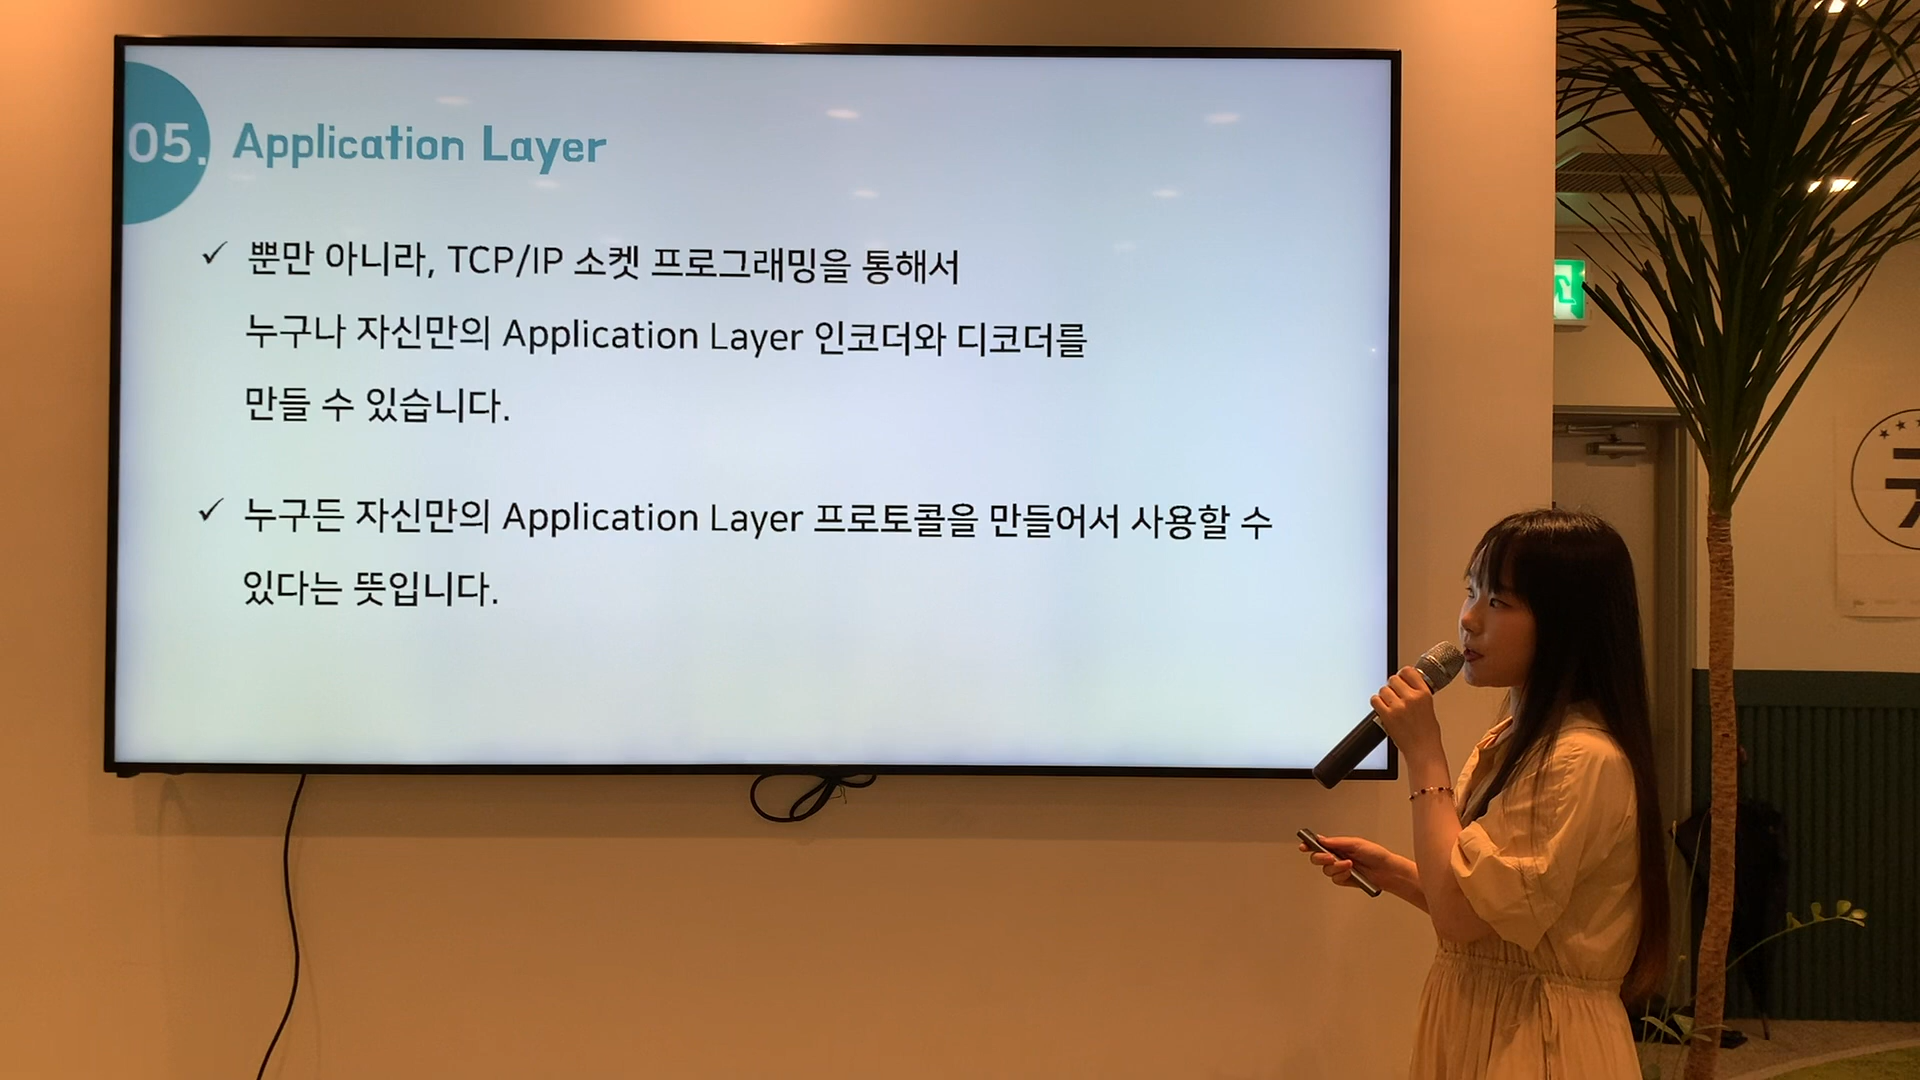 05. Application Layer
✓ 뿐만 아니라, TCP/IP 소켓 프로그래밍을 통해서
누구나 자신만의 Application Layer 인코더와 디코더를
만들 수 있습니다.
✓ 누구든 자신만의 Application Layer 프로토콜을 만들어서 사용할 수
있다는 뜻입니다.